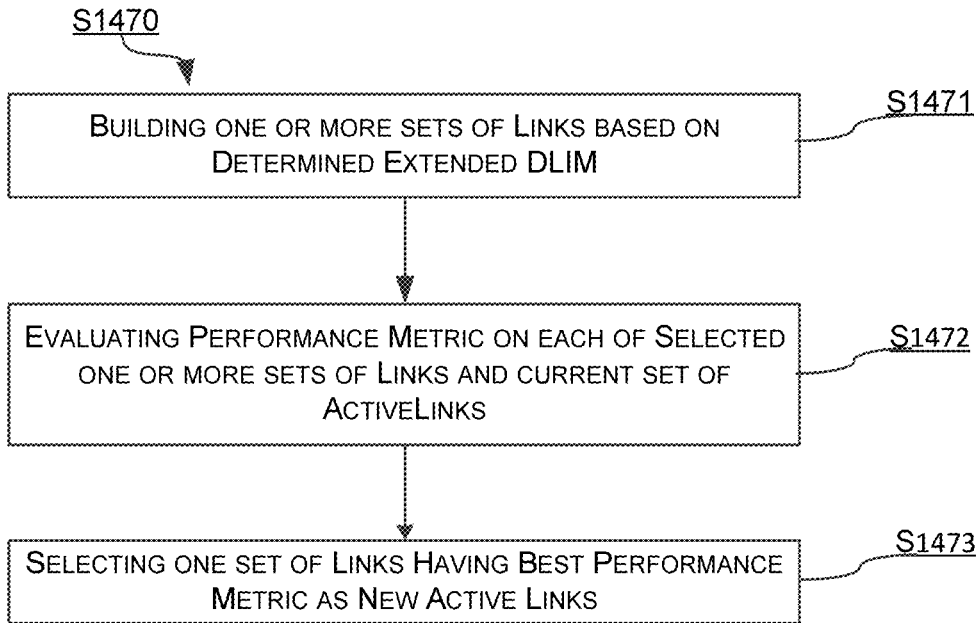 S1470
S1471
BUILDING ONE OR MORE SETS OF LINKS BASED ON
DETERMINED EXTENDED DLIM
S1472
EVALUATING PERFORMANCE METRIC ON EACH OF SELECTED
ONE OR MORE SETS OF LINKS AND CURRENT SET OF
ACTIVELINKS
S1473
SELECTING ONE SET OF LINKS HAVING BEST PERFORMANCE
METRIC AS NEW ACTIVE LINKS